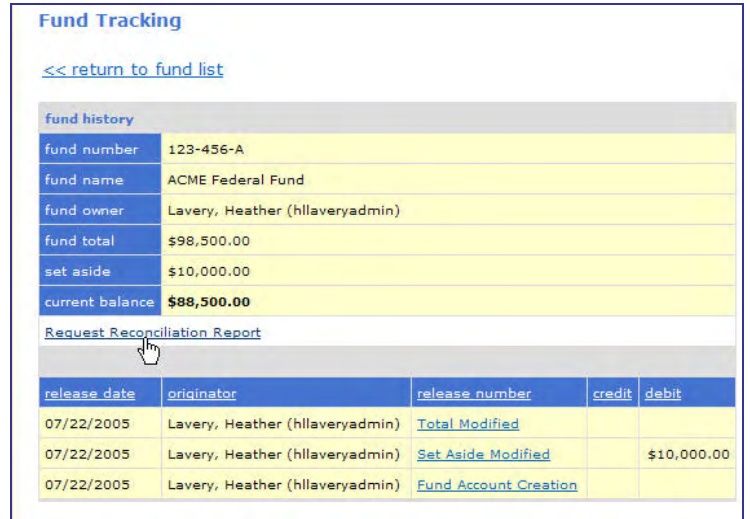 Fund Tracking
<< return to fund list
fund history
fund number 123-456-A
fund name ACME Federal Fund
fund owner Lavery, Heather (hllaveryadmin)
fund total $98,500.00
set aside $10,000.00
current balance $88,500.00
Request Reconciliation Report
release date originator release number credit debit
07/22/2005 Lavery, Heather (hllaveryadmin) Total Modified
07/22/2005 Lavery, Heather (hllaveryadmin) Set Aside Modified $10,000.00
07/22/2005 Lavery, Heather (hllaveryadmin) Fund Account Creation